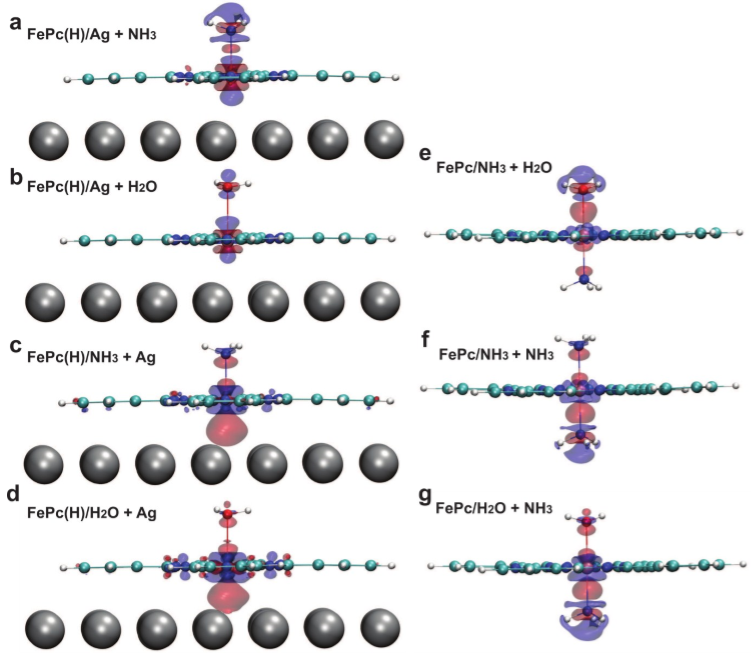 a
FePc(H)/Ag + NH3
b
FePc(H)/Ag + H2O
c
FePc(H)/NH3 + Ag
d
FePc(H)/H2O + Ag
e
FePc/NH3 + H2O
f
FePc/NH3 + NH3
g
FePc/H2O + NH3